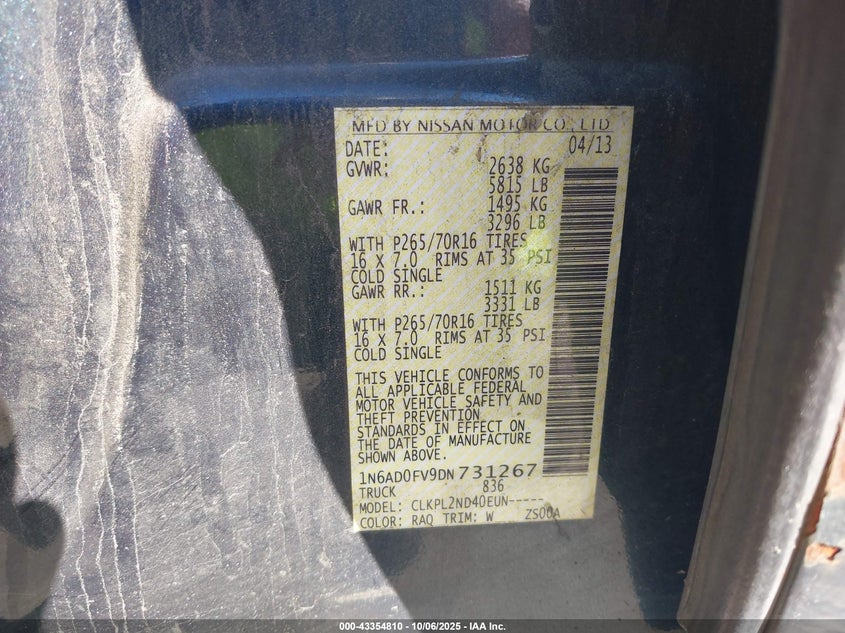 MFD BY NISSAN MOTOR CO., LTD
DATE: 04/13
GVWR: 2638 KG
5815 LB
GAWR FR.: 1495 KG
3296 LB
WITH P265/70R16 TIRES
16 X 7.0 RIMS AT 35 PSI
COLD SINGLE
GAWR RR.: 1511 KG
3331 LB
WITH P265/70R16 TIRES
16 X 7.0 RIMS AT 35 PSI
COLD SINGLE
THIS VEHICLE CONFORMS TO
ALL APPLICABLE FEDERAL
MOTOR VEHICLE SAFETY AND
THEFT PREVENTION
STANDARDS IN EFFECT ON
THE DATE OF MANUFACTURE
SHOWN ABOVE.
1N6AD0FV9DN731267
TRUCK 836
MODEL: CLKPL2ND40EUN-----
COLOR: RAQ TRIM: W ZS00A
000-43354810 - 10/06/2025 - IAA Inc.